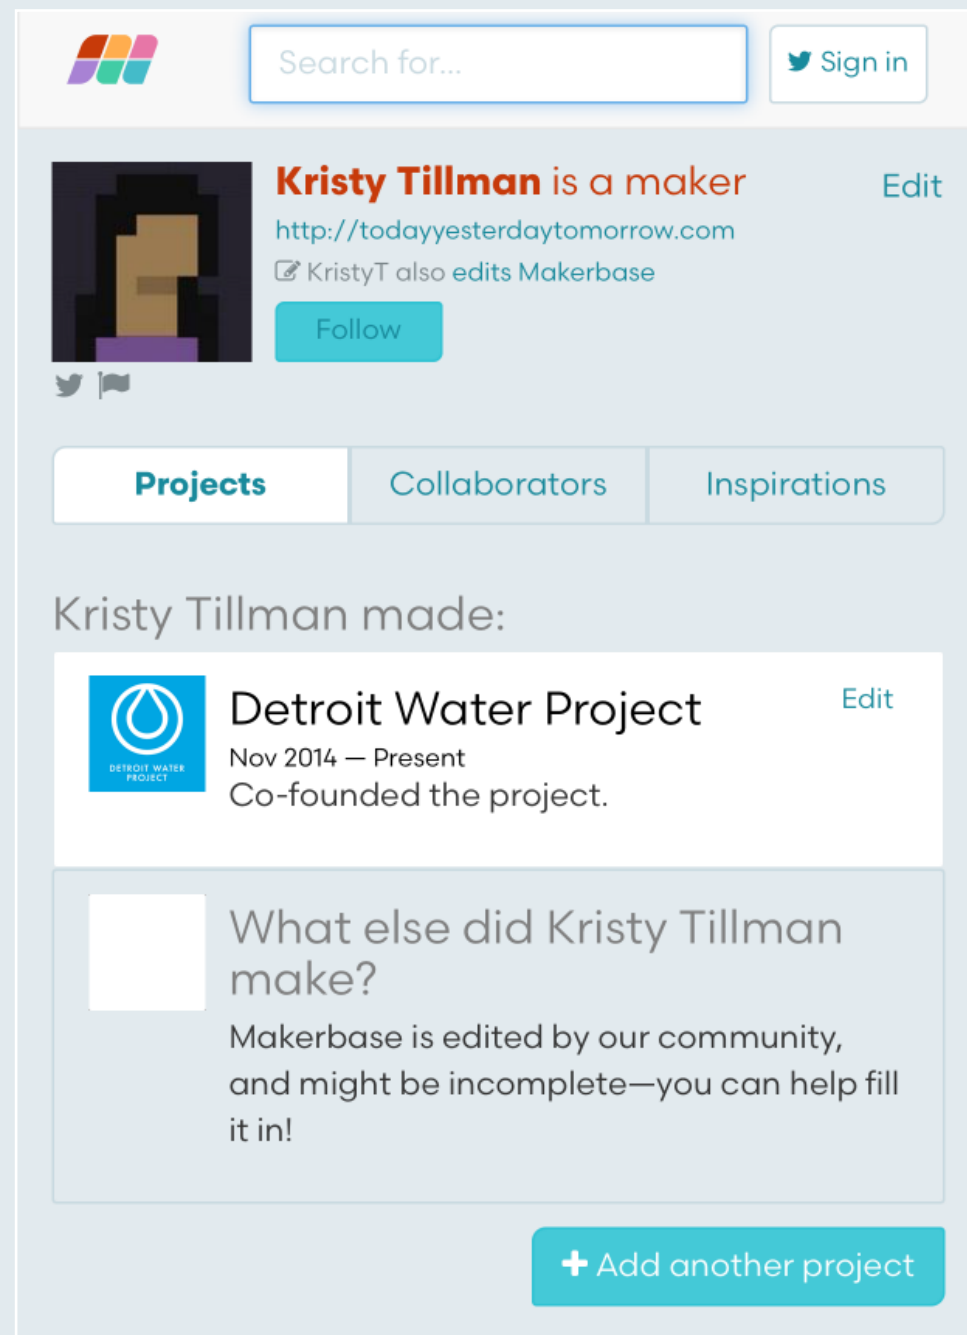 Search for...
Sign in
Kristy Tillman is a maker
Edit
http://todayyesterdaytomorrow.com
KristyT also edits Makerbase
Follow
Projects
Collaborators
Inspirations
Kristy Tillman made:
DETROIT WATER
PROJECT
Detroit Water Project
Edit
Nov 2014 — Present
Co-founded the project.
What else did Kristy Tillman
make?
Makerbase is edited by our community,
and might be incomplete—you can help fill
it in!
+ Add another project